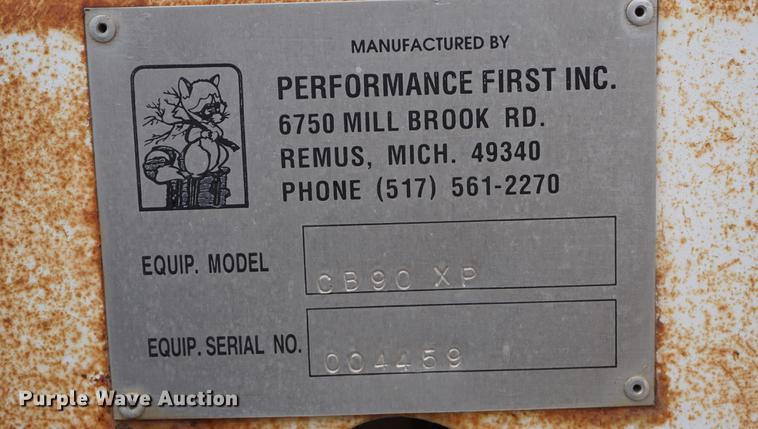 MANUFACTURED BY
PERFORMANCE FIRST INC.
6750 MILL BROOK RD.
REMUS, MICH. 49340
PHONE (517) 561-2270
EQUIP. MODEL CB90 XP
EQUIP. SERIAL NO. 004459
Purple Wave Auction